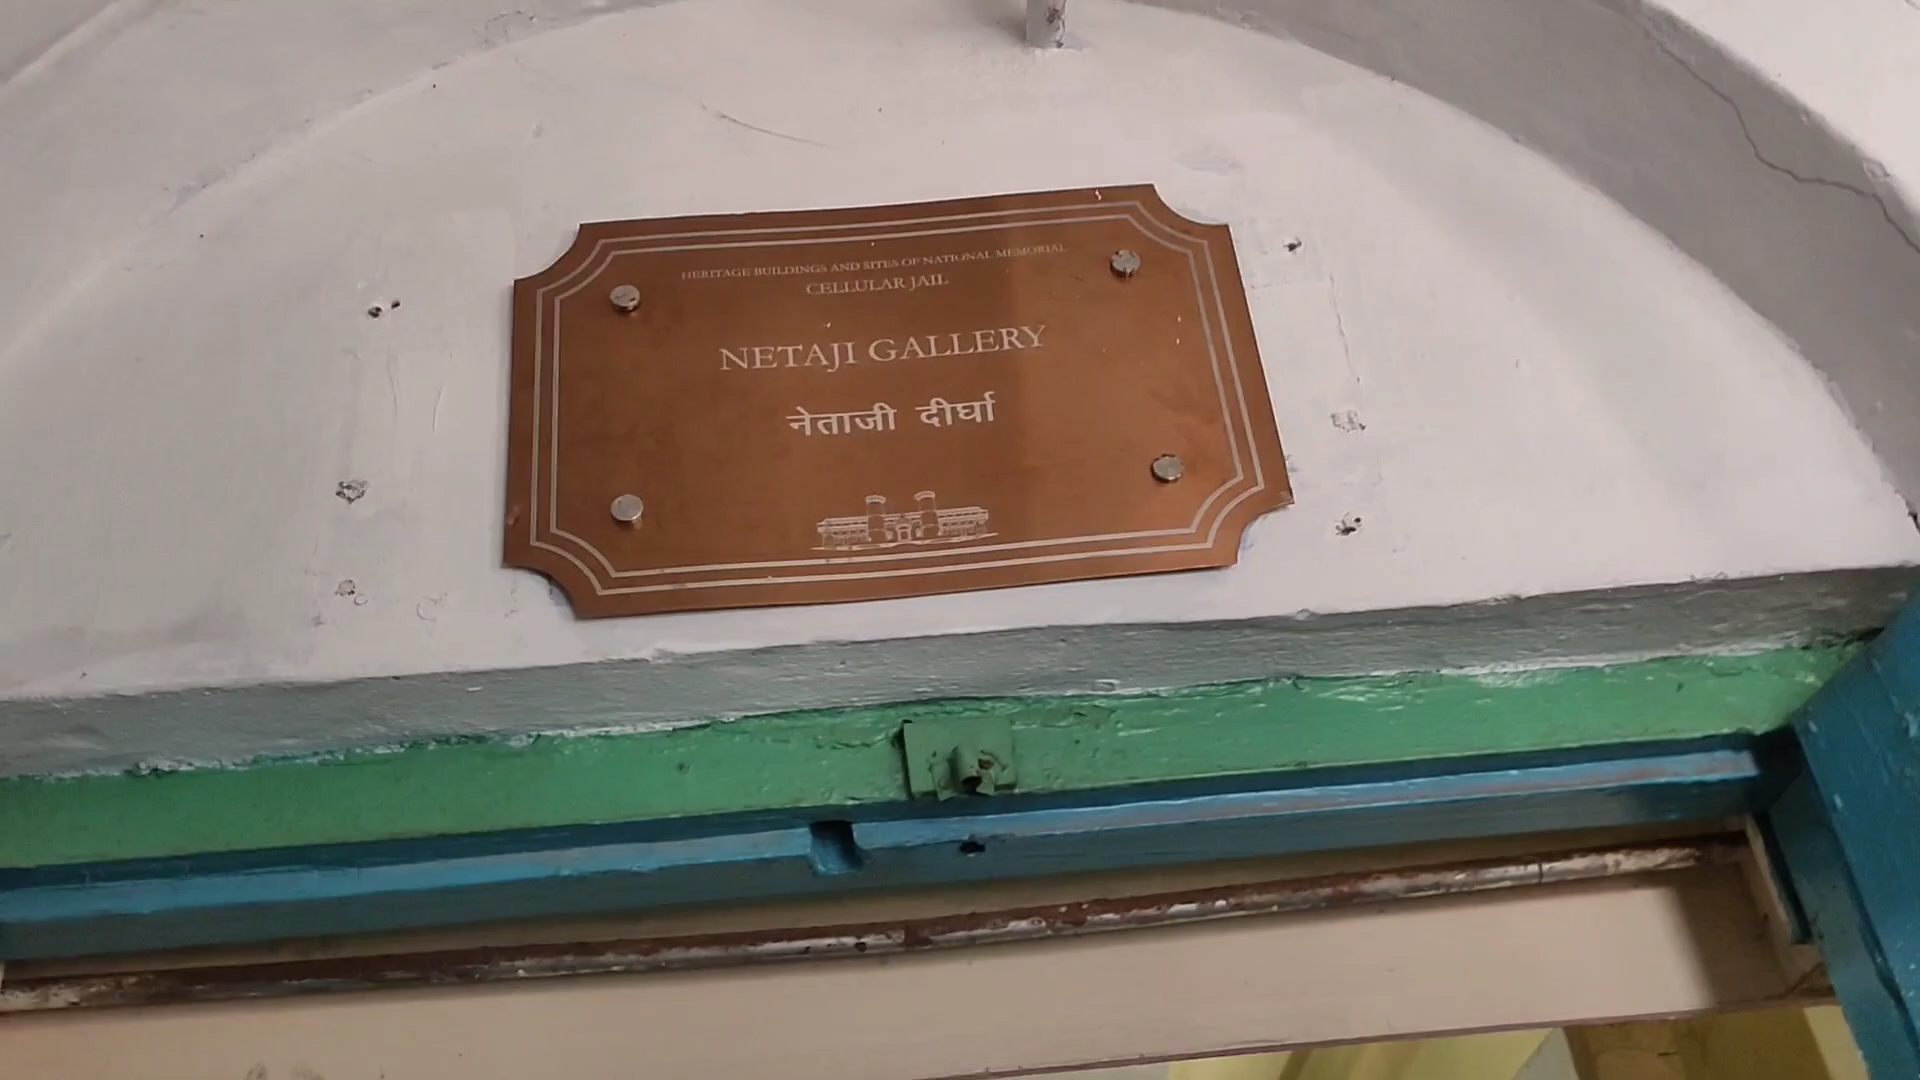 HERITAGE BUILDINGS AND SITES OF NATIONAL MEMORIAL
CELLULAR JAIL
NETAJI GALLERY
नेताजी दीर्घा